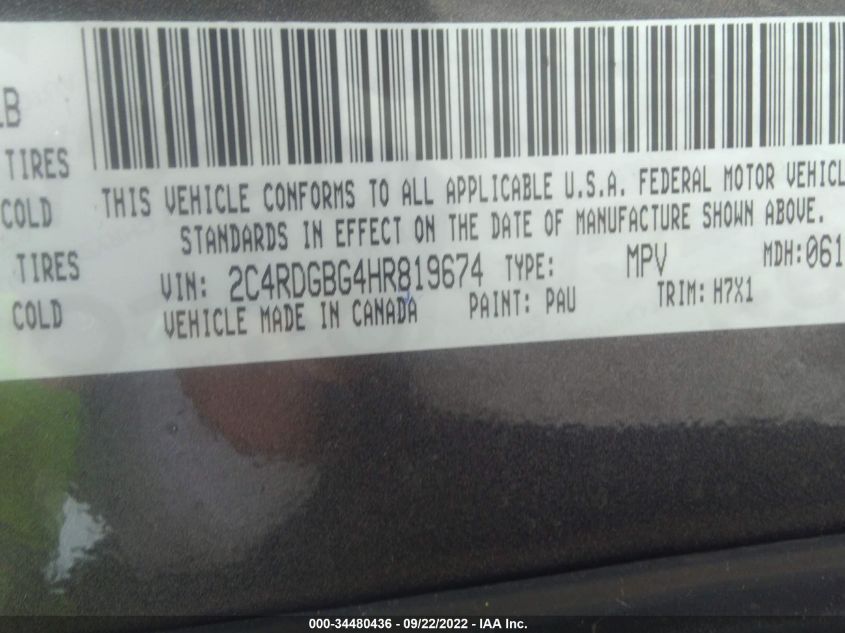 LB
TIRES
COLD
TIRES
COLD
THIS VEHICLE CONFORMS TO ALL APPLICABLE U.S.A. FEDERAL MOTOR VEHICL
STANDARDS IN EFFECT ON THE DATE OF MANUFACTURE SHOWN ABOVE.
VIN: 2C4RDGBG4HR819674 TYPE: MPV MDH:061
VEHICLE MADE IN CANADA PAINT: PAU TRIM: H7X1
000-34480436 - 09/22/2022 - IAA Inc.